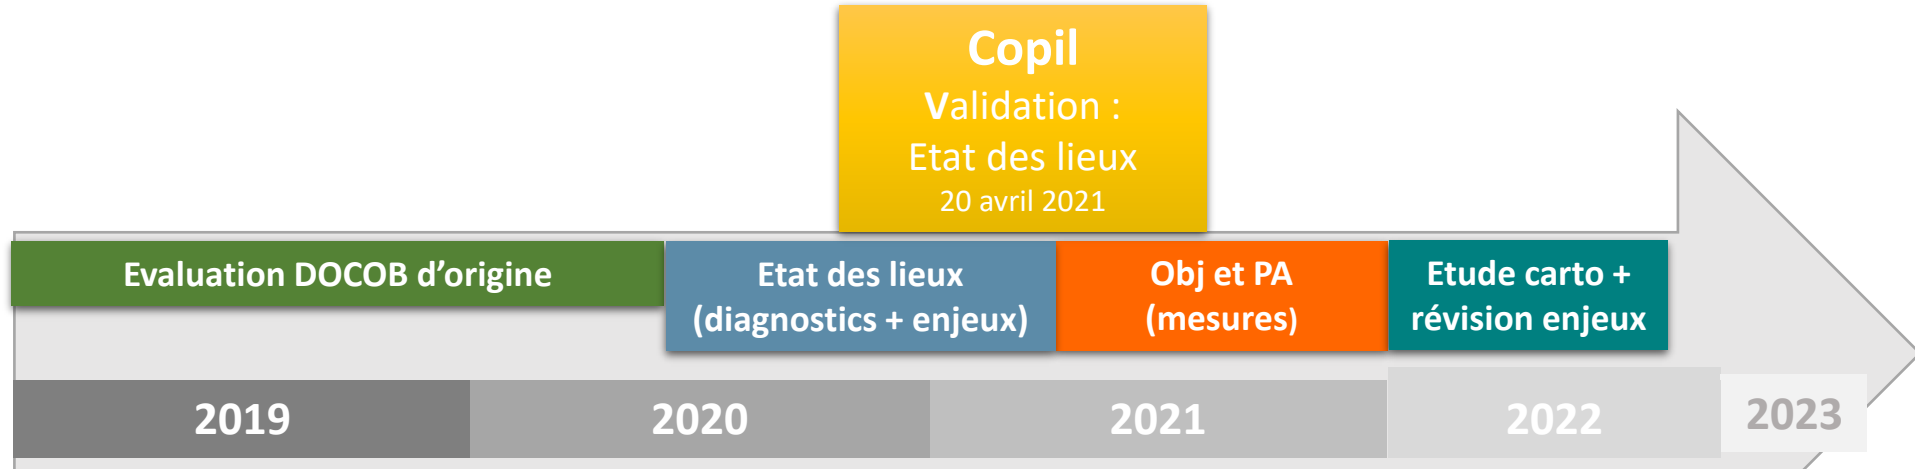 Copil
Validation :
Etat des lieux
20 avril 2021
Evaluation DOCOB d’origine
Etat des lieux
(diagnostics + enjeux)
Obj et PA
(mesures)
Etude carto +
révision enjeux
2019
2020
2021
2022
2023